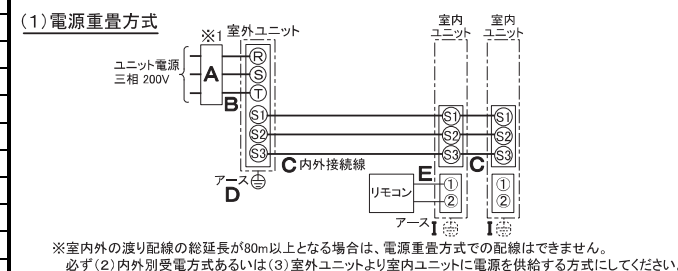 (1)電源重畳方式
※1 室外ユニット
室内ユニット
室内ユニット
ユニット電源
三相 200V
A
B
R
S
T
S1
S2
S3
S1
S2
S3
S1
S2
S3
C 内外接続線
C
アース
D
E
リモコン
①
②
①
②
アース I
I
※室内外の渡り配線の総延長が80m以上となる場合は、電源重畳方式での配線はできません。
必ず(2)内外別受電方式あるいは(3)室外ユニットより室内ユニットに電源を供給する方式にしてください。